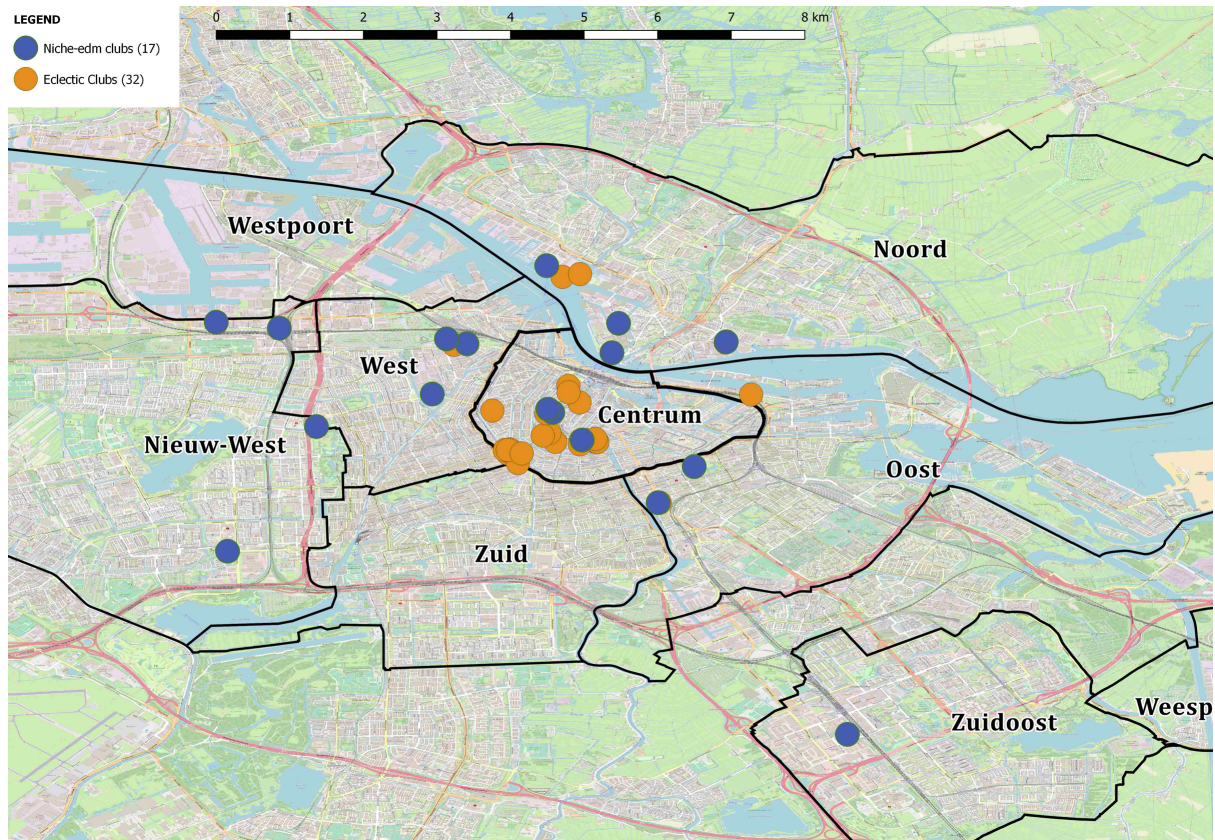 LEGEND
Niche-edm clubs (17)
Eclectic Clubs (32)
0 1 2 3 4 5 6 7 8 km
Westpoort
Noord
West
Centrum
Nieuw-West
Oost
Zuid
Weesp
Zuidoost